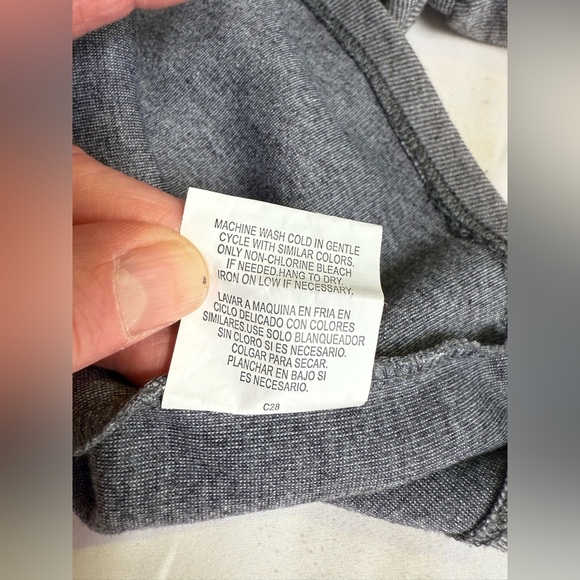 MACHINE WASH COLD IN GENTLE
CYCLE WITH SIMILAR COLORS.
ONLY NON-CHLORINE BLEACH
IF NEEDED.HANG TO DRY.
IRON ON LOW IF NECESSARY.
LAVAR A MAQUINA EN FRIA EN
CICLO DELICADO CON COLORES
SIMILARES.USE SOLO BLANQUEADOR
SIN CLORO SI ES NECESARIO.
COLGAR PARA SECAR.
PLANCHAR EN BAJO SI
ES NECESARIO.
C28